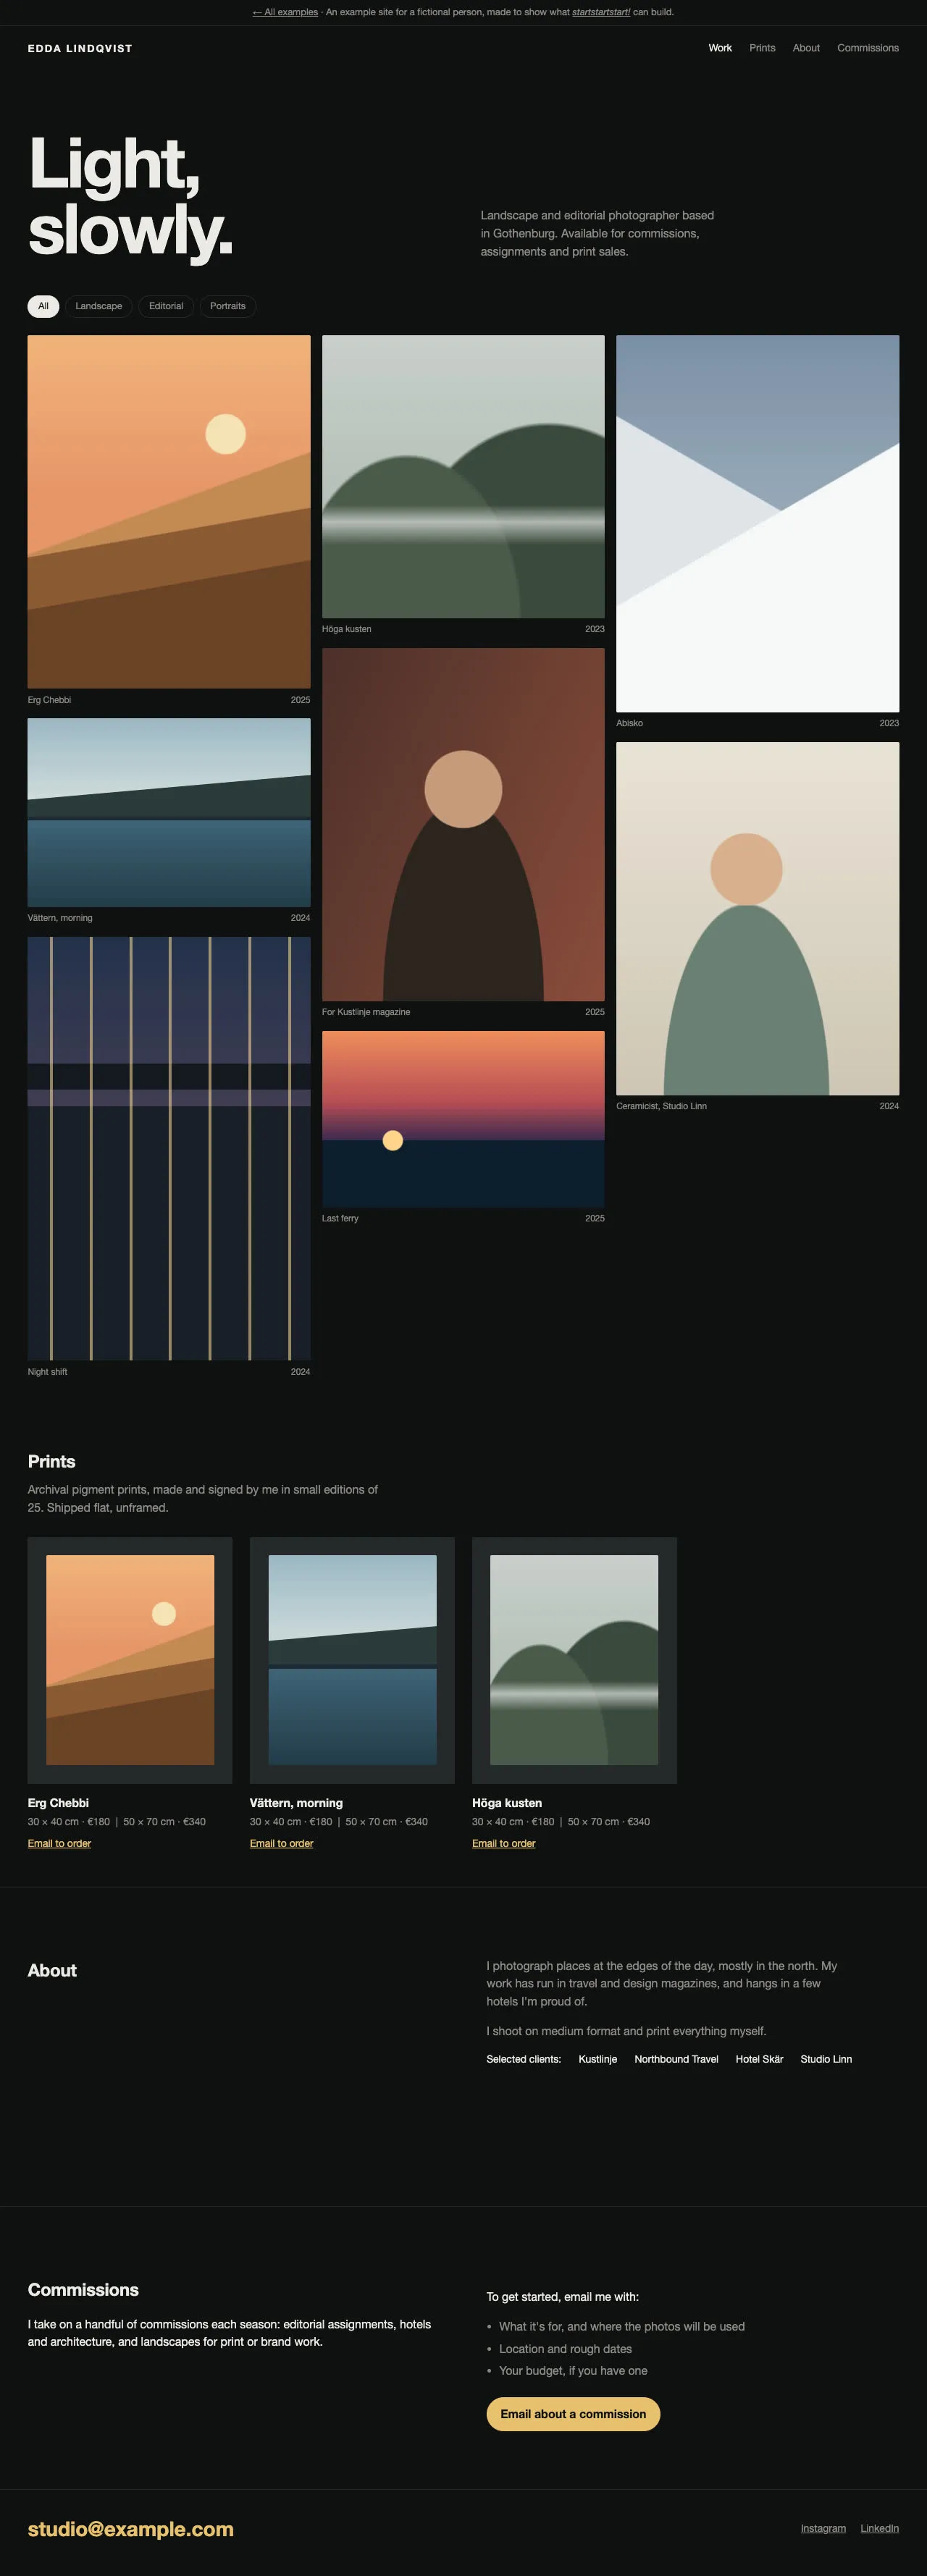 ← All examples · An example site for a fictional person, made to show what startstartstart! can build.
EDDA LINDQVIST
Work Prints About Commissions
Light,
slowly.
Landscape and editorial photographer based
in Gothenburg. Available for commissions,
assignments and print sales.
All Landscape Editorial Portraits
Erg Chebbi 2025
Vättern, morning 2024
Night shift 2024
Höga kusten 2023
For Kustlinje magazine 2025
Last ferry 2025
Abisko 2023
Ceramicist, Studio Linn 2024
Prints
Archival pigment prints, made and signed by me in small editions of
25. Shipped flat, unframed.
Erg Chebbi
30 × 40 cm · €180 | 50 × 70 cm · €340
Email to order
Vättern, morning
30 × 40 cm · €180 | 50 × 70 cm · €340
Email to order
Höga kusten
30 × 40 cm · €180 | 50 × 70 cm · €340
Email to order
About
I photograph places at the edges of the day, mostly in the north. My
work has run in travel and design magazines, and hangs in a few
hotels I'm proud of.
I shoot on medium format and print everything myself.
Selected clients: Kustlinje Northbound Travel Hotel Skär Studio Linn
Commissions
I take on a handful of commissions each season: editorial assignments, hotels
and architecture, and landscapes for print or brand work.
To get started, email me with:
• What it's for, and where the photos will be used
• Location and rough dates
• Your budget, if you have one
Email about a commission
studio@example.com
Instagram LinkedIn